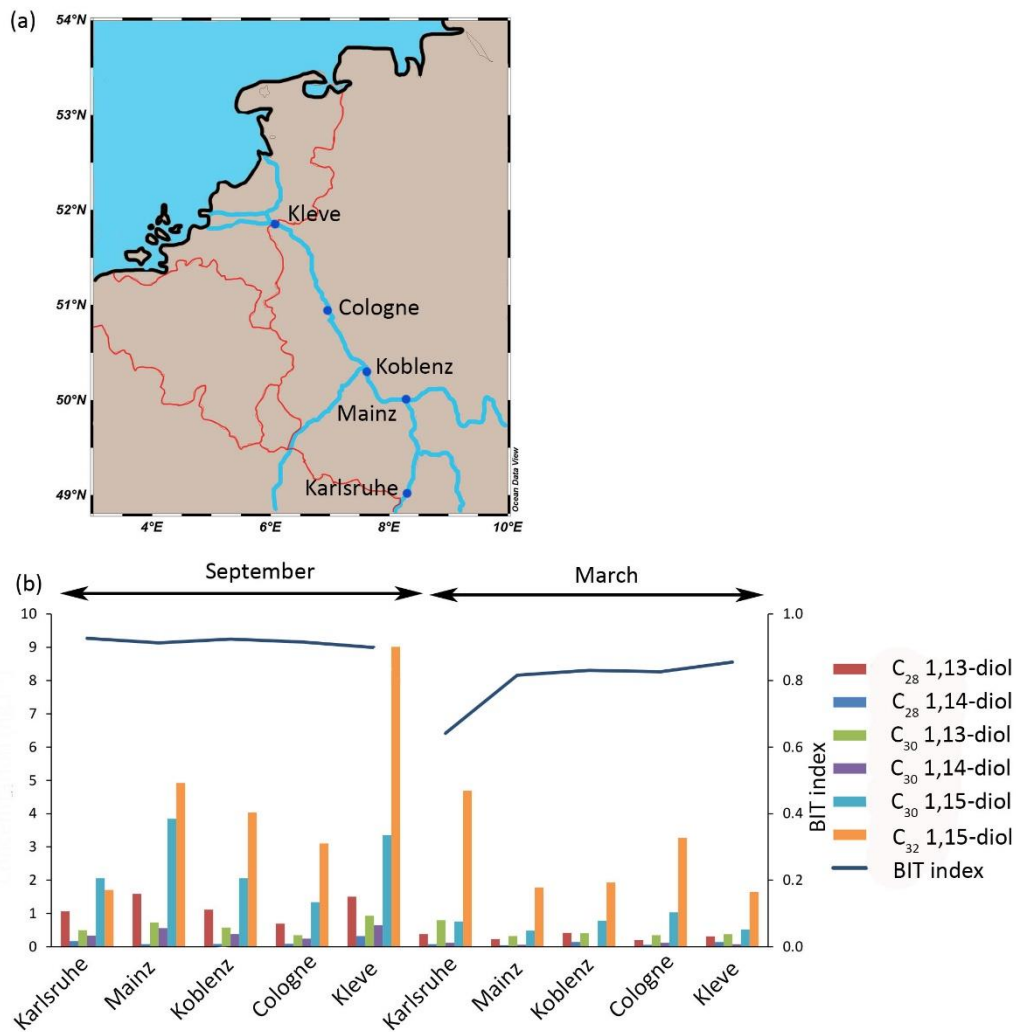 (a)
54°N
53°N
52°N
51°N
50°N
49°N
Kleve
Cologne
Koblenz
Mainz
Karlsruhe
4°E 6°E 8°E 10°E
Ocean Data View
(b)
September March
10
9
8
7
6
5
4
3
2
1
0
1.0
0.8
0.6
0.4
0.2
0.0
BIT index
C₂₈ 1,13-diol
C₂₈ 1,14-diol
C₃₀ 1,13-diol
C₃₀ 1,14-diol
C₃₀ 1,15-diol
C₃₂ 1,15-diol
BIT index
Karlsruhe Mainz Koblenz Cologne Kleve Karlsruhe Mainz Koblenz Cologne Kleve